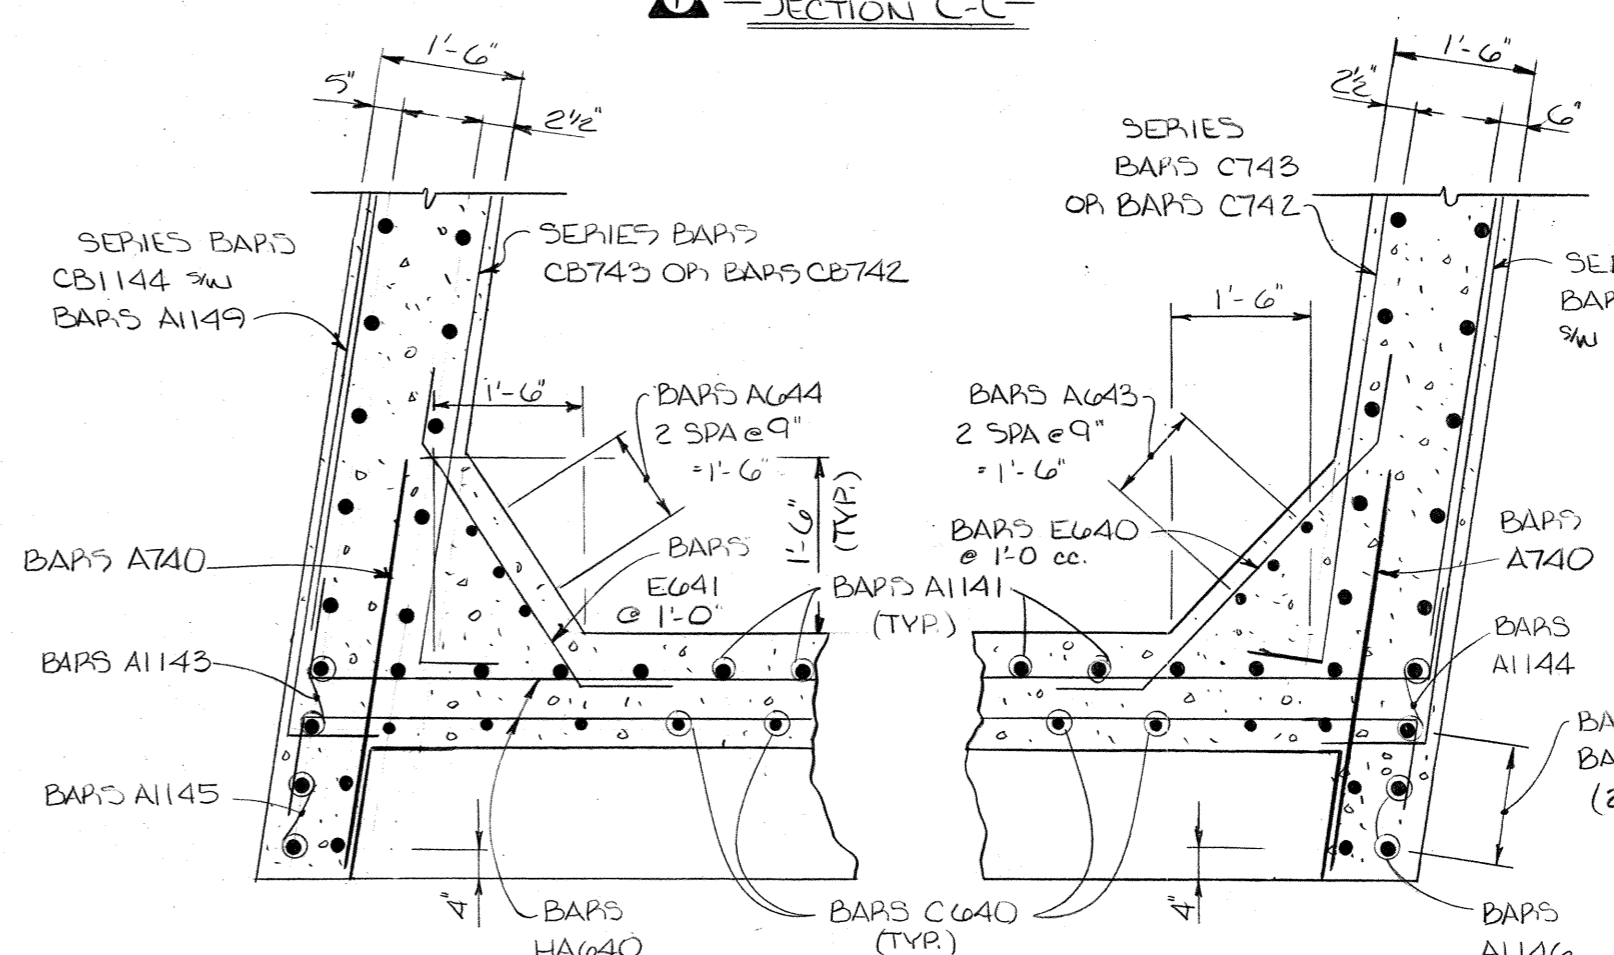 1
SECTION C-C
1'-6"
5"
2½"
1'-6"
2½"
6"
SERIES
BARS C743
OR BARS C742
SERIES BARS
CB1144 S/W
BARS A1149
SERIES BARS
CB743 OR BARS CB742
S/W
1'-6"
1'-6"
BARS A644
2 SPA @ 9"
=1'-6"
BARS A643
2 SPA @ 9"
=1'-6"
1'-6"
(TYP.)
BARS A740
BARS
E641
@ 1'-0"
BARS E640
@ 1'-0 cc.
BARS A1141
(TYP.)
BARS
A740
BARS A1143
BARS
A1144
BARS A1145
4"
4"
BARS
HA640
BARS C640
(TYP.)
BARS
A1146